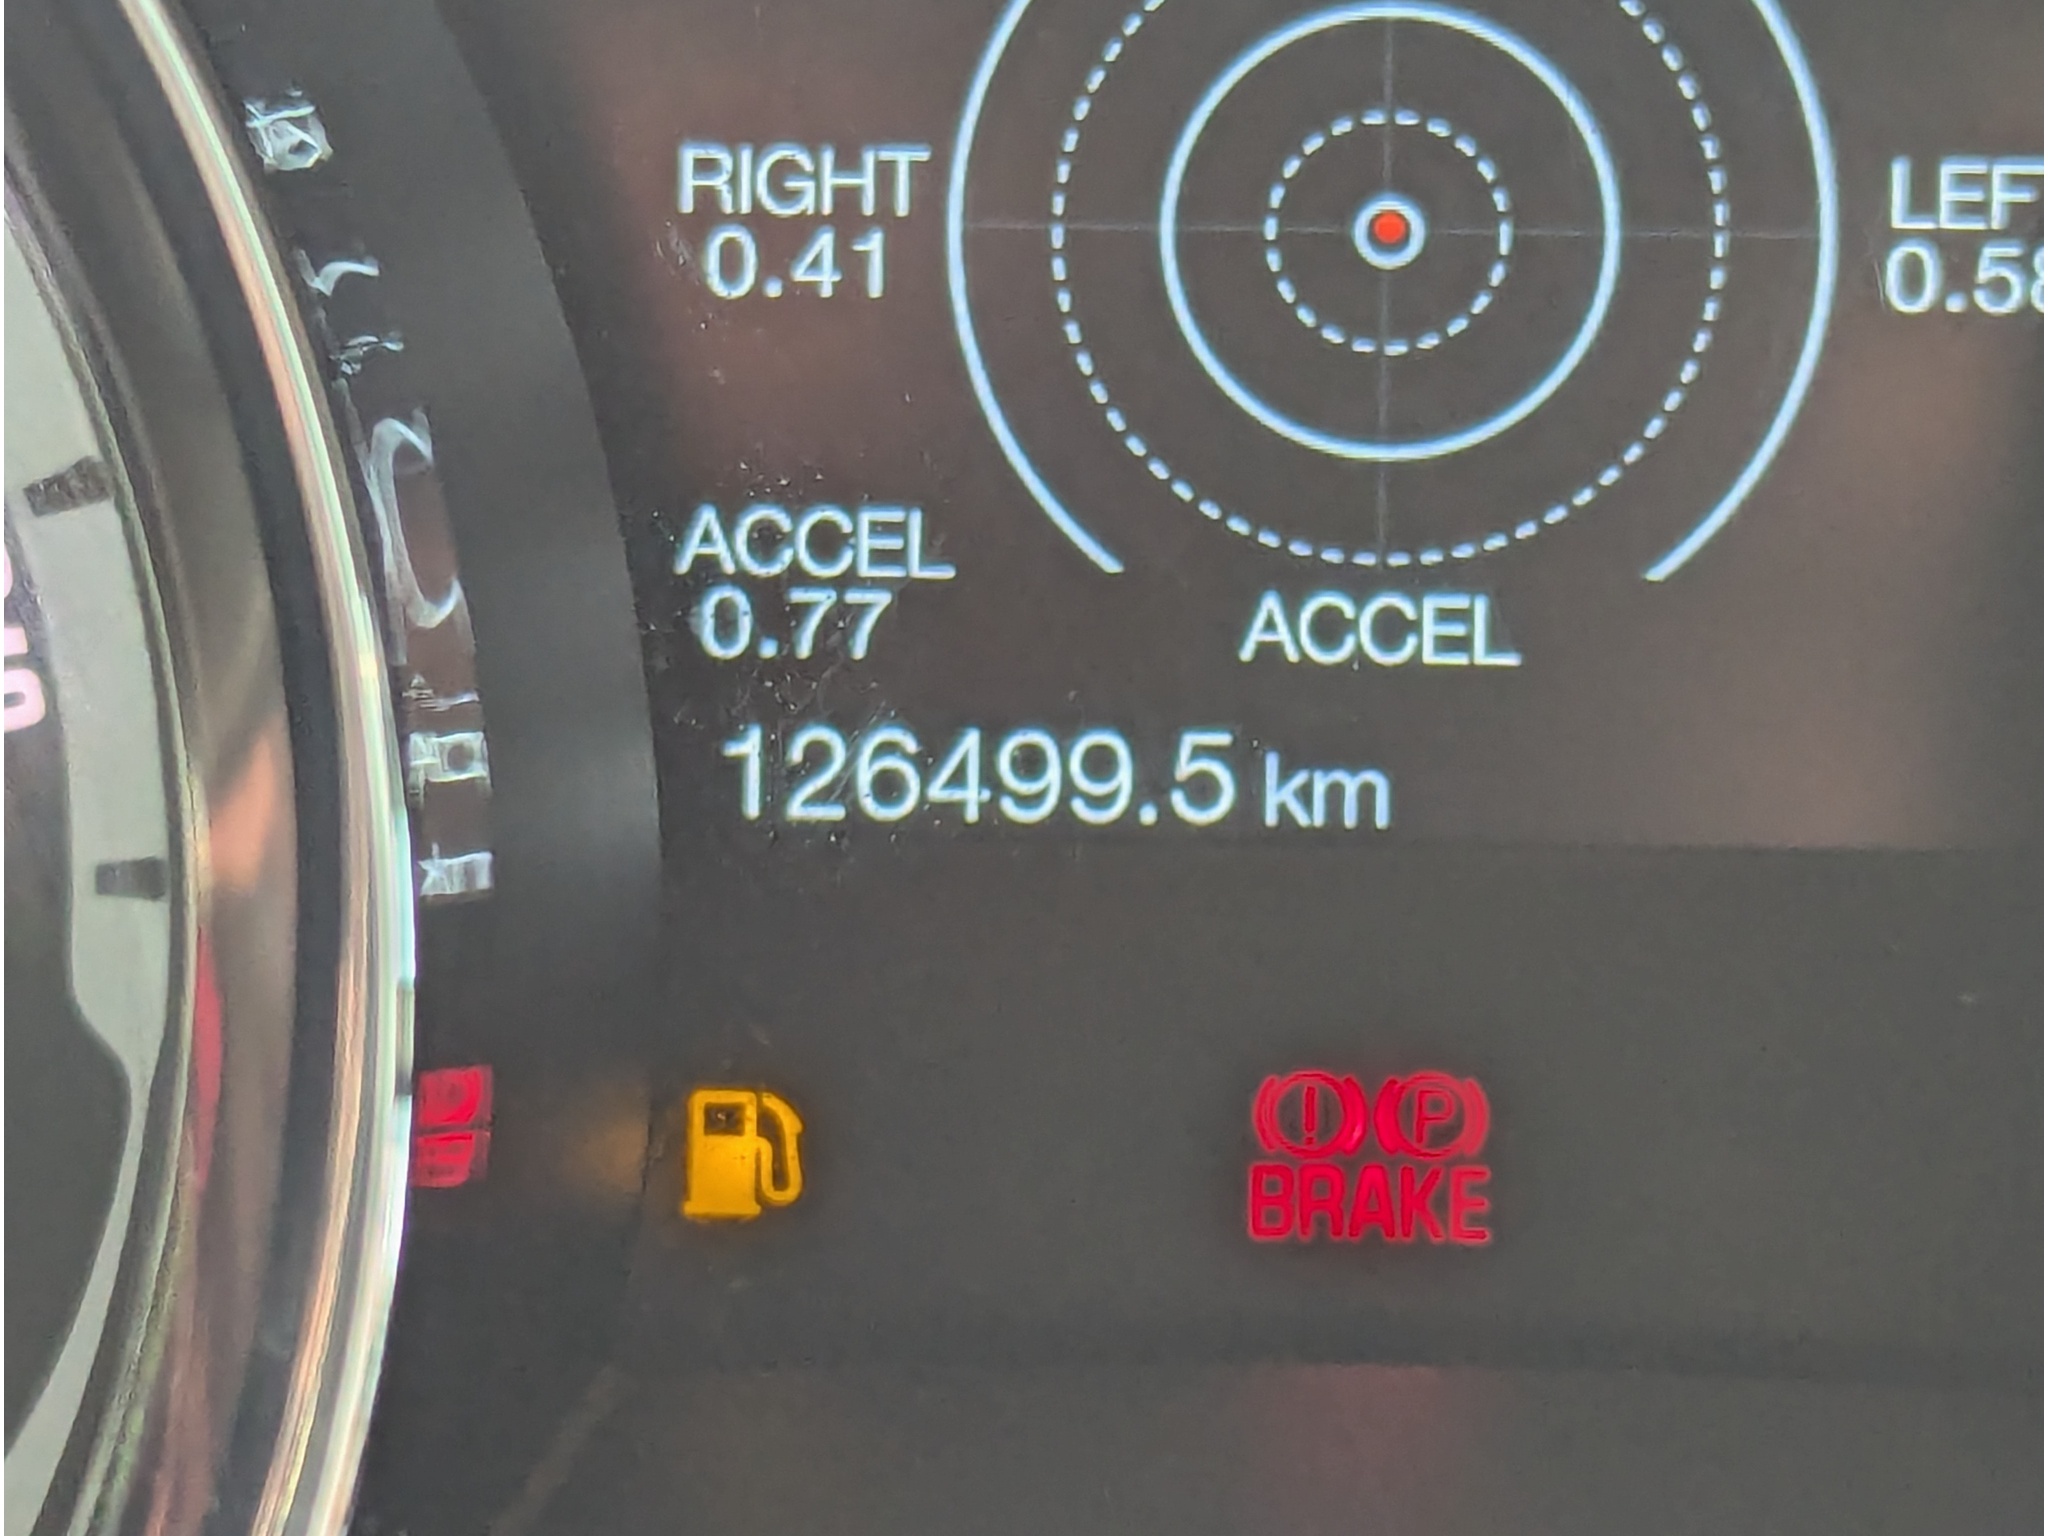 RIGHT
0.41
LEF
0.58
ACCEL
0.77
ACCEL
126499.5 km
! P
BRAKE